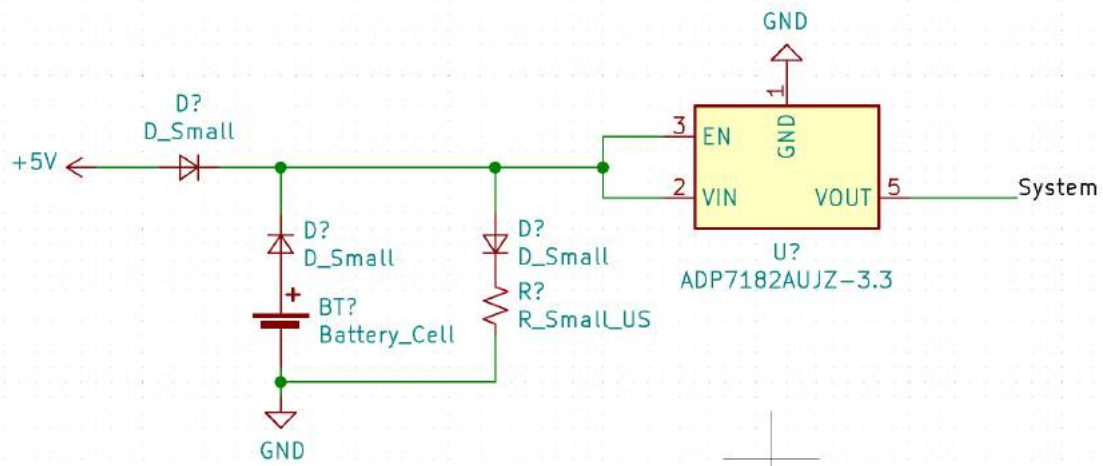 GND
1
D?
D_Small
+5V
3
EN
GND
2
VIN
VOUT
5
System
D?
D_Small
D?
D_Small
U?
ADP7182AUJZ-3.3
+
BT?
Battery_Cell
R?
R_Small_US
GND